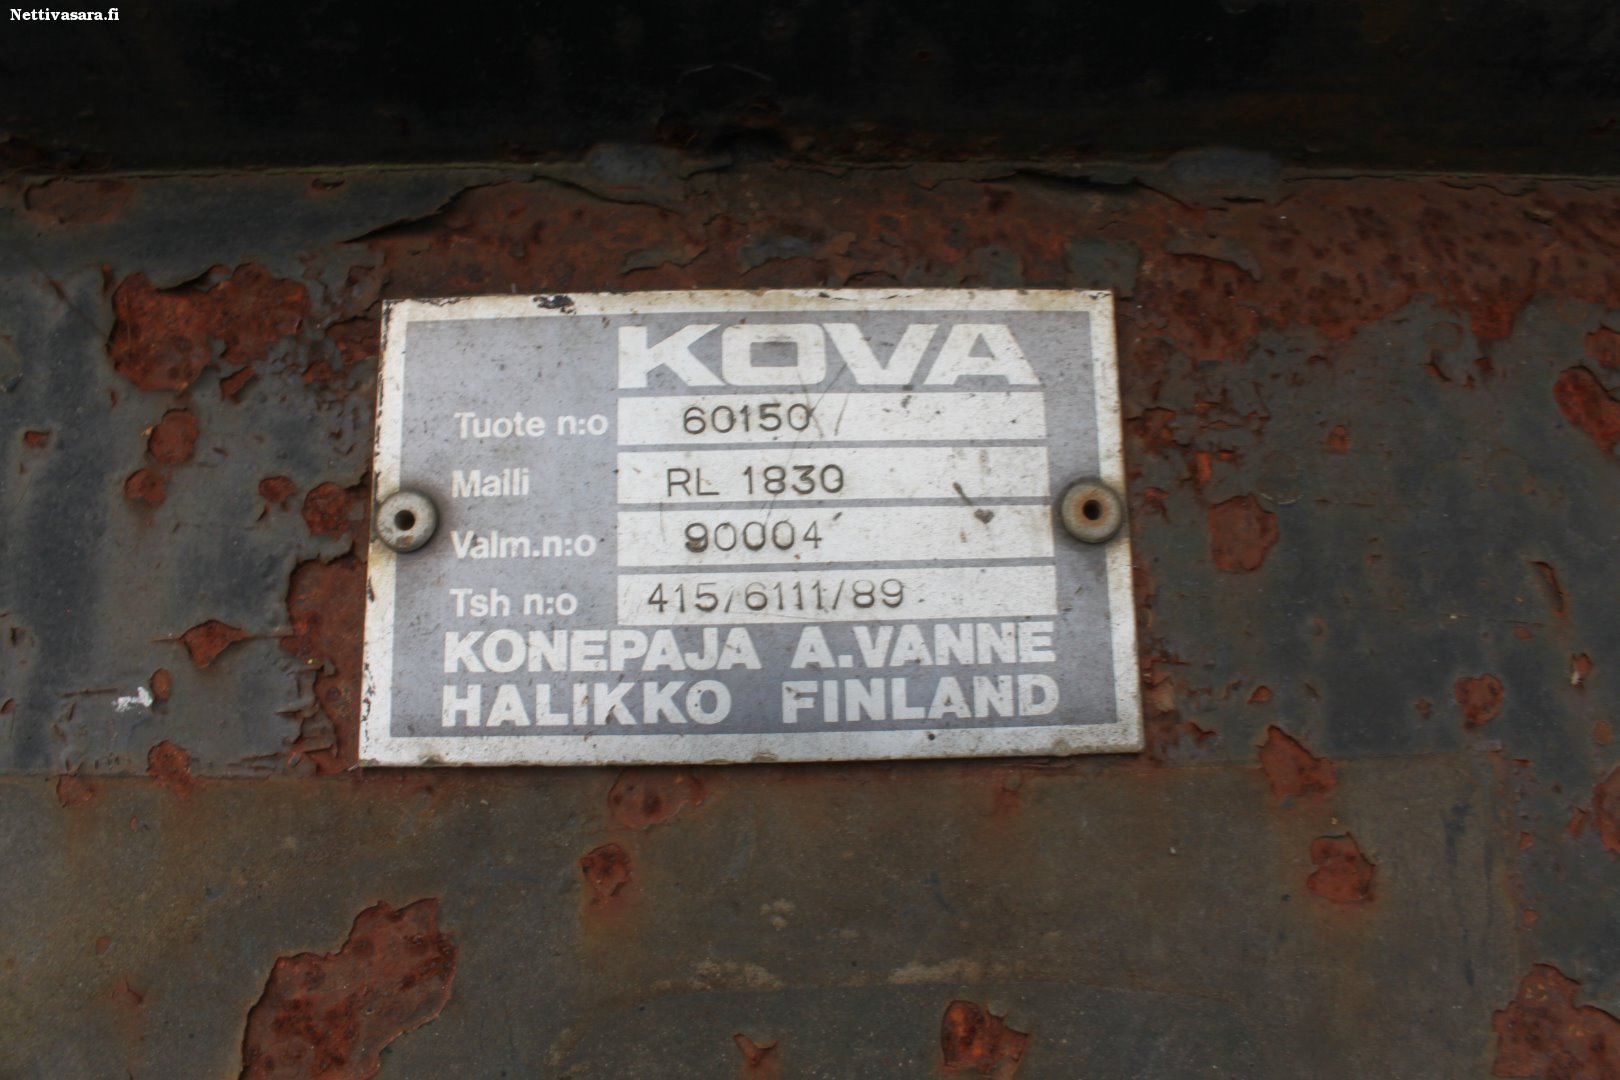 Nettivasara.fi
KOVA
Tuote n:o 60150
Malli RL 1830
Valm.n:o 90004
Tsh n:o 415/6111/89
KONEPAJA A.VANNE
HALIKKO FINLAND